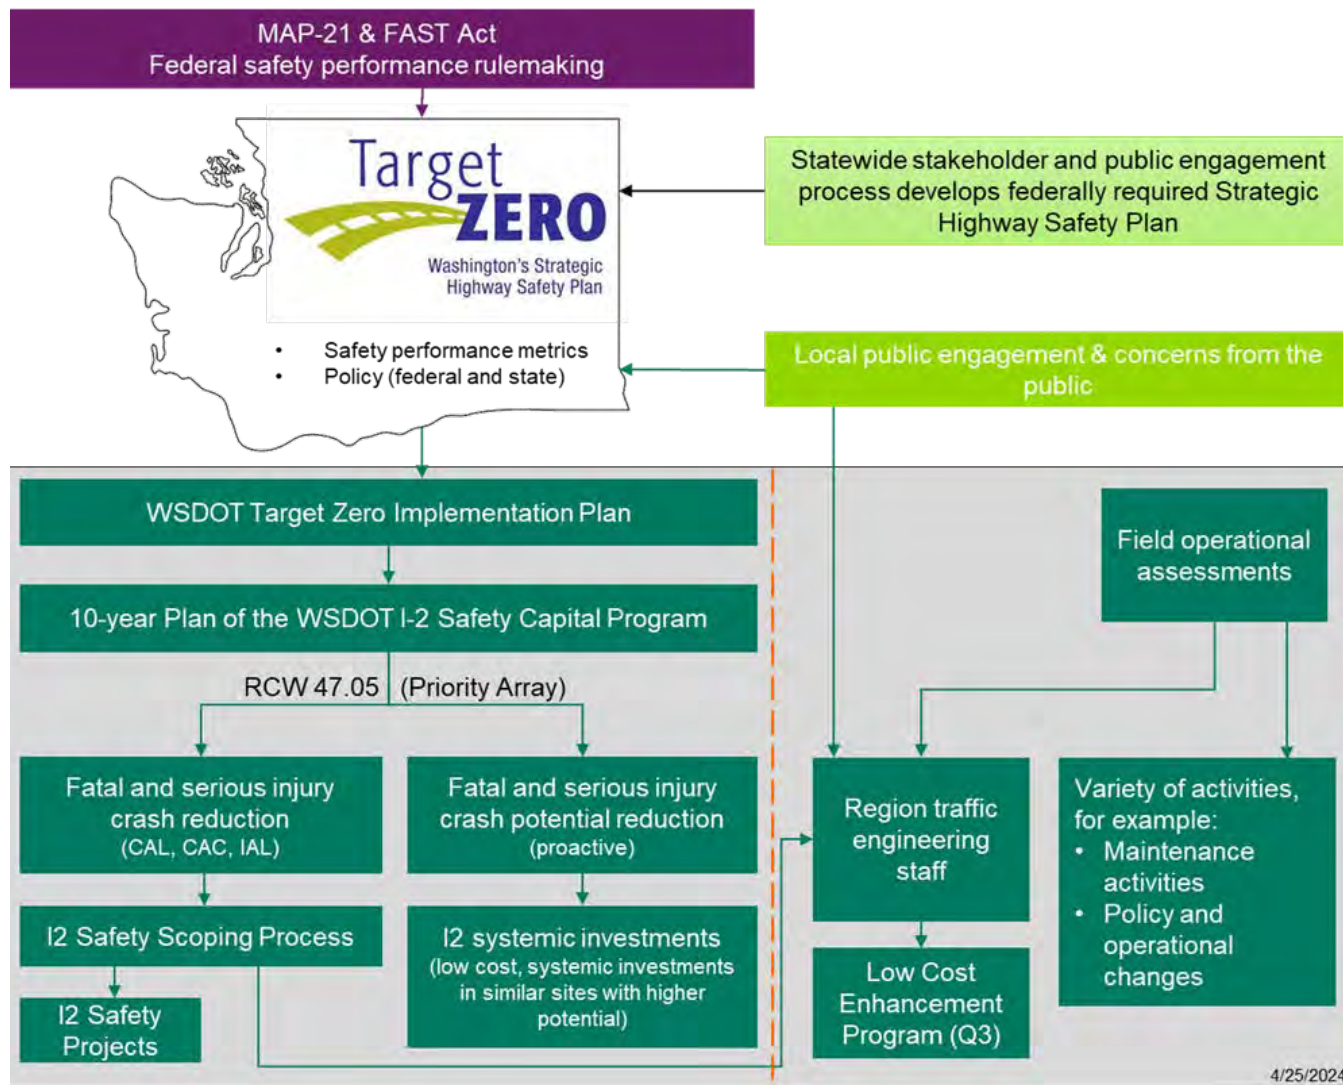 MAP-21 & FAST Act
Federal safety performance rulemaking
Target
ZERO
Washington's Strategic
Highway Safety Plan
• Safety performance metrics
• Policy (federal and state)
Statewide stakeholder and public engagement
process develops federally required Strategic
Highway Safety Plan
Local public engagement & concerns from the
public
WSDOT Target Zero Implementation Plan
10-year Plan of the WSDOT I-2 Safety Capital Program
RCW 47.05 (Priority Array)
Fatal and serious injury
crash reduction
(CAL, CAC, IAL)
Fatal and serious injury
crash potential reduction
(proactive)
I2 Safety Scoping Process
I2 systemic investments
(low cost, systemic investments
in similar sites with higher
potential)
I2 Safety
Projects
Field operational
assessments
Region traffic
engineering
staff
Variety of activities,
for example:
• Maintenance
activities
• Policy and
operational
changes
Low Cost
Enhancement
Program (Q3)
4/25/2024